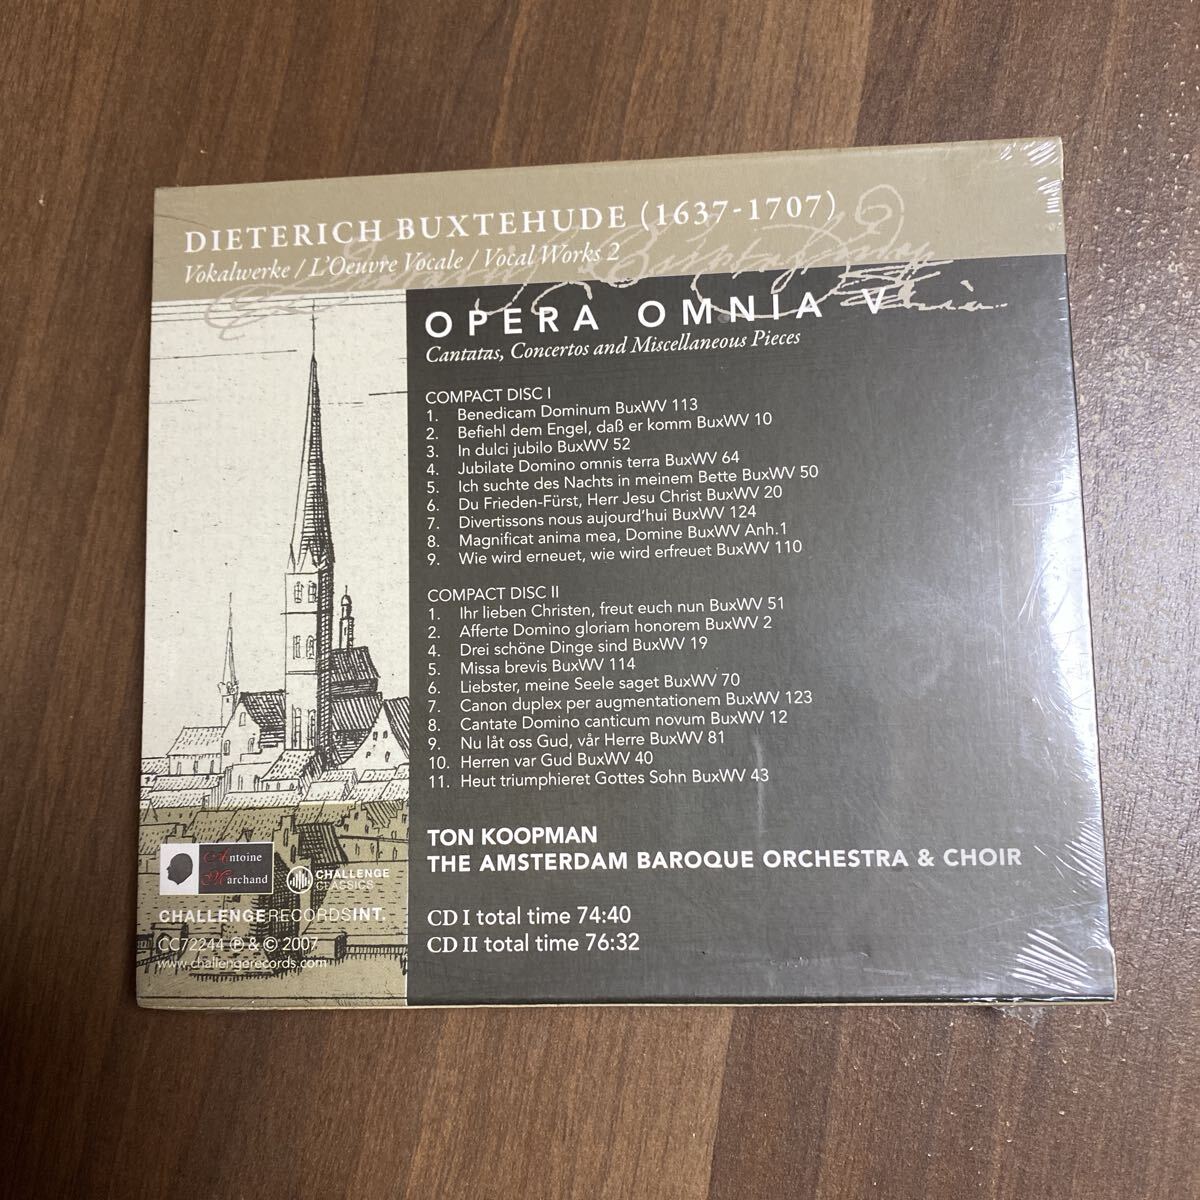 DIETERICH BUXTEHUDE (1637-1707)
Vokalwerke / L'Oeuvre Vocale / Vocal Works 2
OPERA OMNIA V
Cantatas, Concertos and Miscellaneous Pieces
COMPACT DISC I
1. Benedicam Dominum BuxWV 113
2. Befiehl dem Engel, daß er komm BuxWV 10
3. In dulci jubilo BuxWV 52
4. Jubilate Domino omnis terra BuxWV 64
5. Ich suchte des Nachts in meinem Bette BuxWV 50
6. Du Frieden-Fürst, Herr Jesu Christ BuxWV 20
7. Divertissons nous aujourd'hui BuxWV 124
8. Magnificat anima mea, Domine BuxWV Anh.1
9. Wie wird erneuet, wie wird erfreuet BuxWV 110
COMPACT DISC II
1. Ihr lieben Christen, freut euch nun BuxWV 51
2. Afferte Domino gloriam honorem BuxWV 2
4. Drei schöne Dinge sind BuxWV 19
5. Missa brevis BuxWV 114
6. Liebster, meine Seele saget BuxWV 70
7. Canon duplex per augmentationem BuxWV 123
8. Cantate Domino canticum novum BuxWV 12
9. Nu låt oss Gud, vår Herre BuxWV 81
10. Herren var Gud BuxWV 40
11. Heut triumphieret Gottes Sohn BuxWV 43
TON KOOPMAN
THE AMSTERDAM BAROQUE ORCHESTRA & CHOIR
CD I total time 74:40
CD II total time 76:32
Antoine
Marchand
CHALLENGE
CLASSICS
CHALLENGERECORDSINT.
CC72244 ℗ & © 2007
www.challengerecords.com